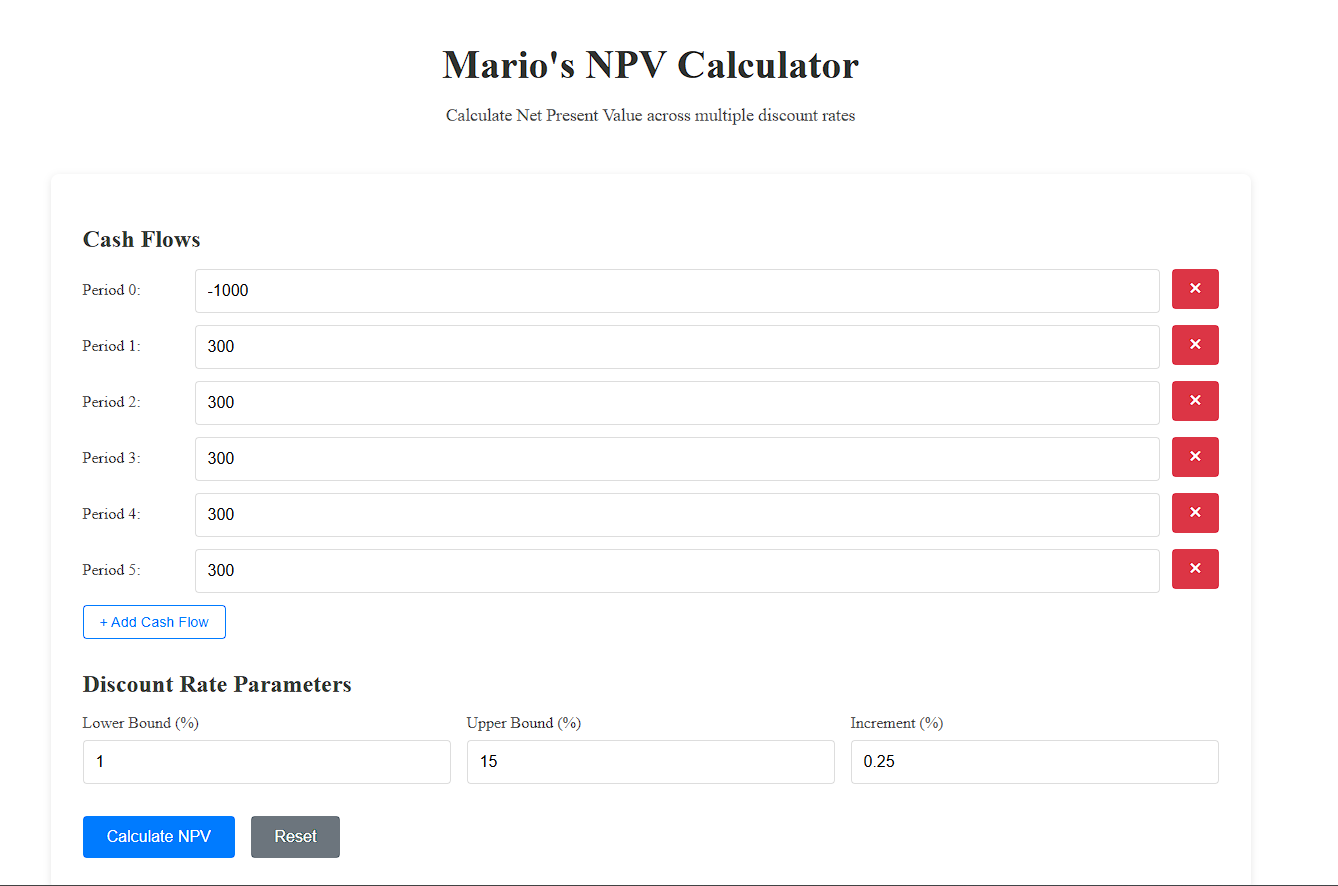 Mario's NPV Calculator
Calculate Net Present Value across multiple discount rates
Cash Flows
Period 0: -1000 ×
Period 1: 300 ×
Period 2: 300 ×
Period 3: 300 ×
Period 4: 300 ×
Period 5: 300 ×
+ Add Cash Flow
Discount Rate Parameters
Lower Bound (%) Upper Bound (%) Increment (%)
1 15 0.25
Calculate NPV Reset